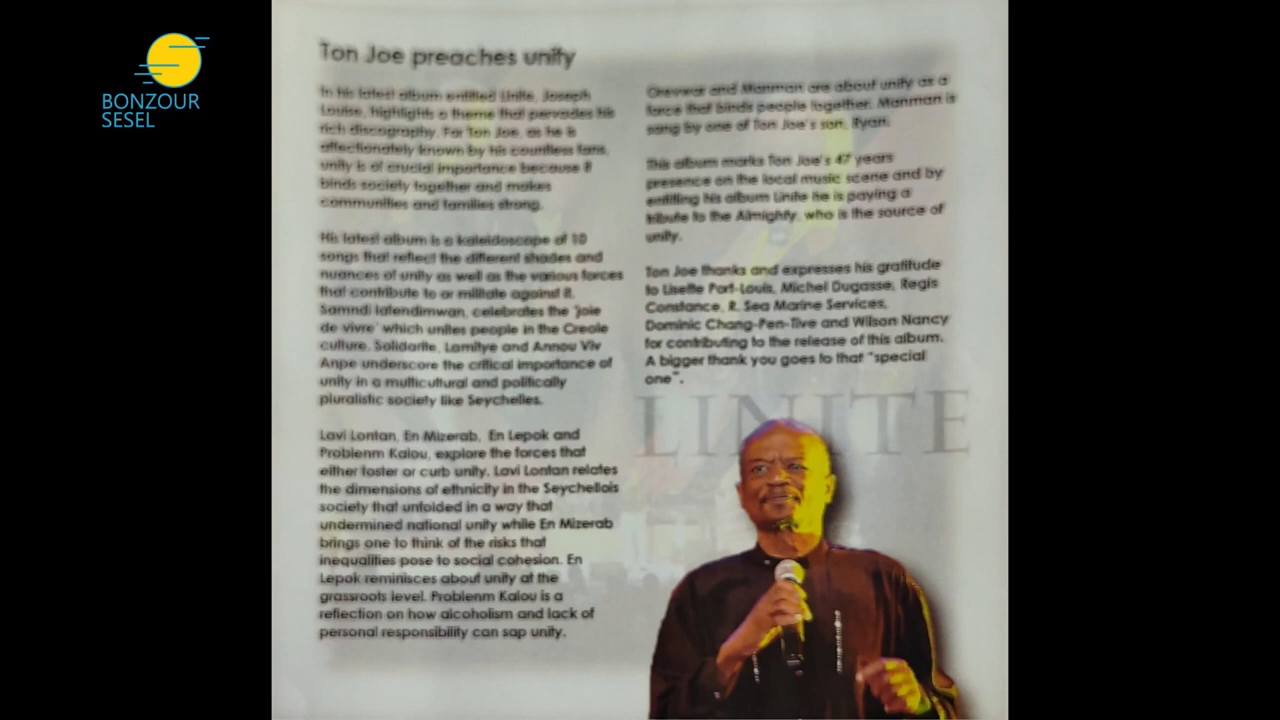 BONZOUR
SESEL
Ton Joe preaches unity
In his latest album entitled Linite, Joseph
Louise, highlights a theme that pervades his
rich discography. For Ton Joe, as he is
affectionately known by his countless fans,
unity is of crucial importance because it
binds society together and makes
communities and families strong.
His latest album is a kaleidoscope of 10
songs that reflect the different shades and
nuances of unity as well as the various forces
that contribute to or militate against it.
Samndi latendimwan, celebrates the 'joie
de vivre' which unites people in the Creole
culture. Solidarite, Lamitye and Annou Viv
Anpe underscore the critical importance of
unity in a multicultural and politically
pluralistic society like Seychelles.
Lavi Lontan, En Mizerab, En Lepok and
Problenm Kalou, explore the forces that
either foster or curb unity. Lavi Lontan relates
the dimensions of ethnicity in the Seychellois
society that unfolded in a way that
undermined national unity while En Mizerab
brings one to think of the risks that
inequalities pose to social cohesion. En
Lepok reminisces about unity at the
grassroots level. Problenm Kalou is a
reflection on how alcoholism and lack of
personal responsibility can sap unity.
Orevwar and Manman are about unity as a
force that binds people together. Manman is
sang by one of Ton Joe's son, Ryan.
This album marks Ton Joe's 47 years
presence on the local music scene and by
entitling his album Linite he is paying a
tribute to the Almighty, who is the source of
unity.
Ton Joe thanks and expresses his gratitude
to Lisette Port-Louis, Michel Dugasse, Regis
Constance, R. Sea Marine Services,
Dominic Chang-Pen-Tive and Wilson Nancy
for contributing to the release of this album.
A bigger thank you goes to that "special
one".
LINITE